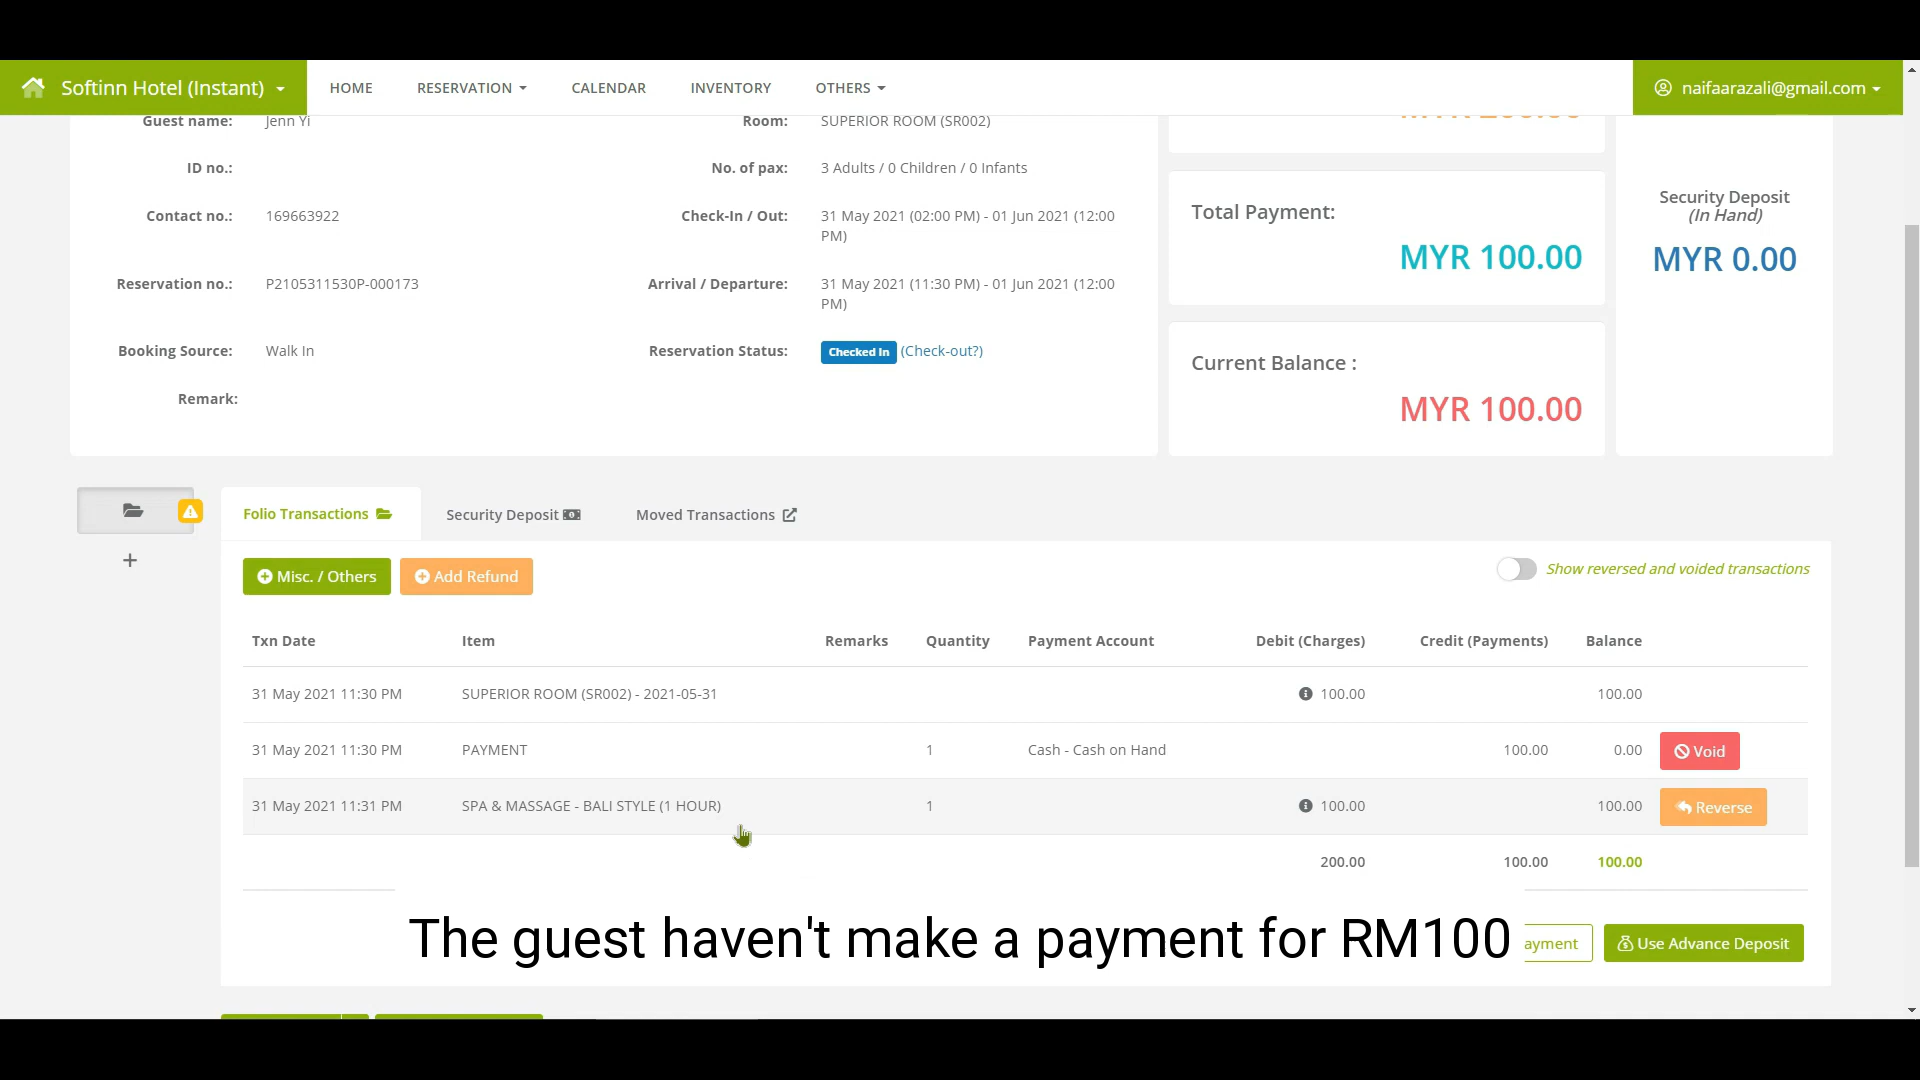 Softinn Hotel (Instant)
HOME
RESERVATION
CALENDAR
INVENTORY
OTHERS
naifaarazali@gmail.com
Guest name: Jenn Yi
Room: SUPERIOR ROOM (SR002)
ID no.:
No. of pax: 3 Adults / 0 Children / 0 Infants
Contact no.: 169663922
Check-In / Out: 31 May 2021 (02:00 PM) - 01 Jun 2021 (12:00
PM)
Reservation no.: P2105311530P-000173
Arrival / Departure: 31 May 2021 (11:30 PM) - 01 Jun 2021 (12:00
PM)
Booking Source: Walk In
Reservation Status: Checked In (Check-out?)
Remark:
Total Payment:
MYR 100.00
Current Balance :
MYR 100.00
Security Deposit
(In Hand)
MYR 0.00
Folio Transactions
Security Deposit
Moved Transactions
Misc. / Others
Add Refund
Show reversed and voided transactions
Txn Date Item Remarks Quantity Payment Account Debit (Charges) Credit (Payments) Balance
31 May 2021 11:30 PM SUPERIOR ROOM (SR002) - 2021-05-31 100.00 100.00
31 May 2021 11:30 PM PAYMENT 1 Cash - Cash on Hand 100.00 0.00 Void
31 May 2021 11:31 PM SPA & MASSAGE - BALI STYLE (1 HOUR) 1 100.00 100.00 Reverse
200.00 100.00 100.00
The guest haven't make a payment for RM100
ayment
Use Advance Deposit